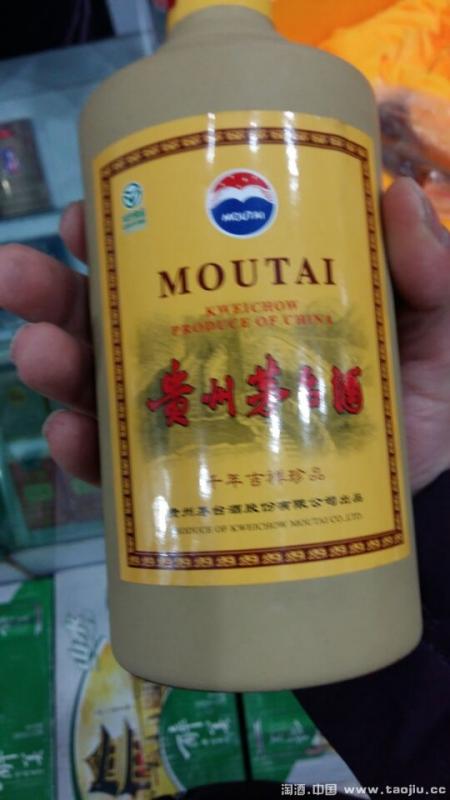 MOUTAI
MOUTAI
KWEICHOW
PRODUCE OF CHINA
贵州茅台酒
千年吉祥珍品
贵州茅台酒股份有限公司出品
PRODUCE OF KWEICHOW MOUTAI CO.,LTD.
淘酒.中国 www.taojiu.cc